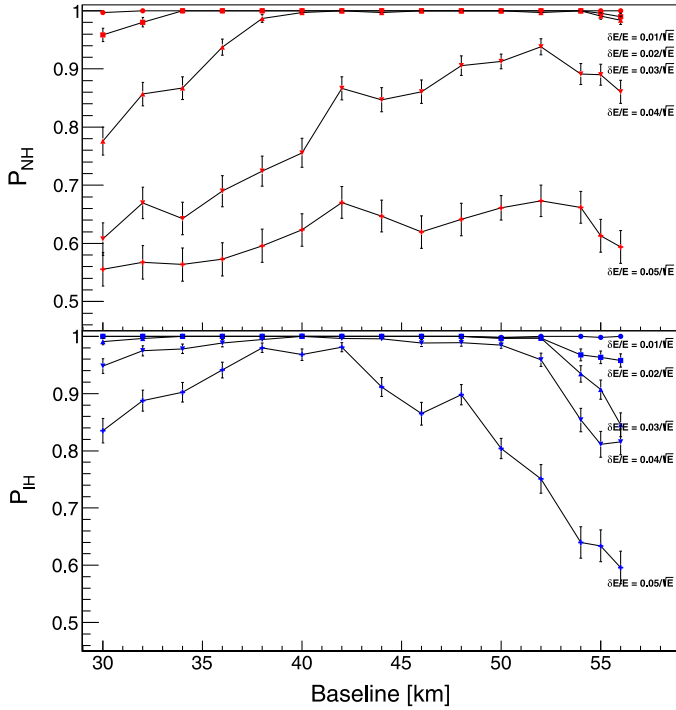 1
0.9
0.8
0.7
0.6
0.5
P_NH
δE/E = 0.01/√E
δE/E = 0.02/√E
δE/E = 0.03/√E
δE/E = 0.04/√E
δE/E = 0.05/√E
1
0.9
0.8
0.7
0.6
0.5
P_IH
δE/E = 0.01/√E
δE/E = 0.02/√E
δE/E = 0.03/√E
δE/E = 0.04/√E
δE/E = 0.05/√E
30 35 40 45 50 55
Baseline [km]